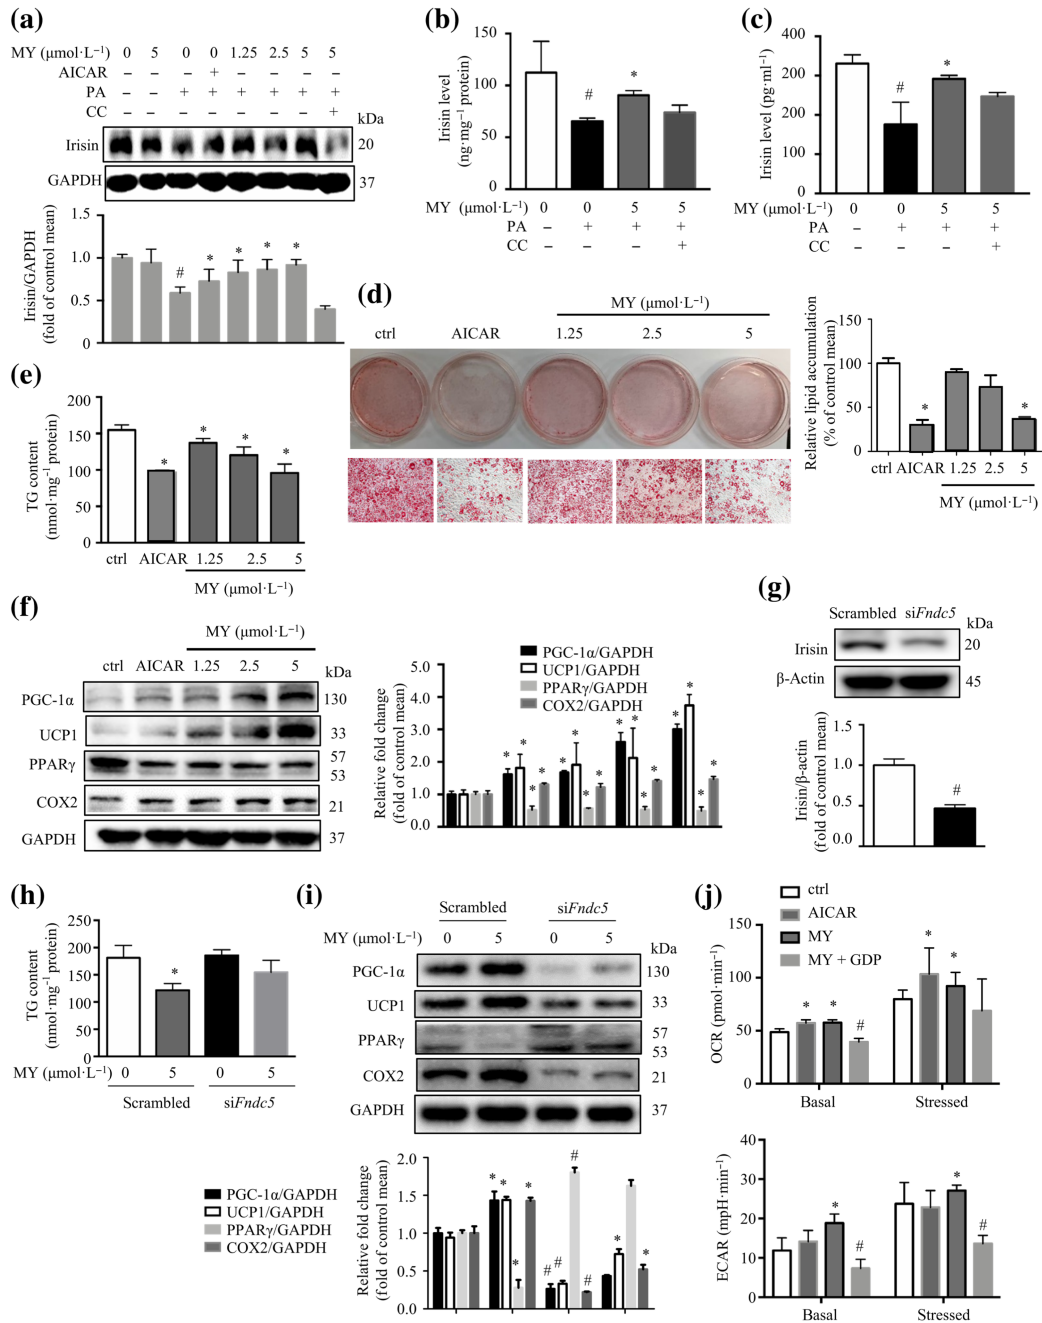 (a)
MY (μmol·L⁻¹) 0 5 0 0 1.25 2.5 5 5
AICAR – – – + – – – –
PA – – + + + + + +
CC – – – – – – – +
kDa
Irisin 20
GAPDH 37
Irisin/GAPDH
(fold of control mean)
1.5
1.0
0.5
0
# * * * *
(b)
Irisin level
(ng·mg⁻¹ protein)
150
100
50
0
# *
MY (μmol·L⁻¹) 0 0 5 5
PA – + + +
CC – – – +
(c)
Irisin level (pg·ml⁻¹)
400
200
200
100
0
# *
MY (μmol·L⁻¹) 0 0 5 5
PA – + + +
CC – – – +
(d)
MY (μmol·L⁻¹)
ctrl AICAR 1.25 2.5 5
Relative lipid accumulation
(% of control mean)
150
100
50
0
* *
ctrl AICAR 1.25 2.5 5
MY (μmol·L⁻¹)
(e)
TG content
(nmol·mg⁻¹ protein)
200
150
100
50
0
* * * *
ctrl AICAR 1.25 2.5 5
MY (μmol·L⁻¹)
(f)
MY (μmol·L⁻¹)
ctrl AICAR 1.25 2.5 5 kDa
PGC-1α 130
UCP1 33
PPARγ 57
53
COX2 21
GAPDH 37
PGC-1α/GAPDH
UCP1/GAPDH
PPARγ/GAPDH
COX2/GAPDH
Relative fold change
(fold of control mean)
5.0
4.0
3.0
2.0
1.0
0.0
* * * * * * * * * * * * * * * *
(g)
Scrambled siFndc5
kDa
Irisin 20
β-Actin 45
Irisin/β-actin
(fold of control mean)
1.5
1.0
0.5
0.0
#
(h)
TG content
(nmol·mg⁻¹ protein)
250
200
150
100
50
0
*
MY (μmol·L⁻¹) 0 5 0 5
Scrambled siFndc5
(i)
Scrambled siFndc5
MY (μmol·L⁻¹) 0 5 0 5 kDa
PGC-1α 130
UCP1 33
PPARγ 57
53
COX2 21
GAPDH 37
PGC-1α/GAPDH
UCP1/GAPDH
PPARγ/GAPDH
COX2/GAPDH
Relative fold change
(fold of control mean)
2.0
1.5
1.0
0.5
0.0
* * * * # # # # * *
(j)
ctrl
AICAR
MY
MY + GDP
OCR (pmol·min⁻¹)
150
100
50
0
* * # * *
Basal Stressed
ECAR (mpH·min⁻¹)
40
30
20
10
0
* # * #
Basal Stressed